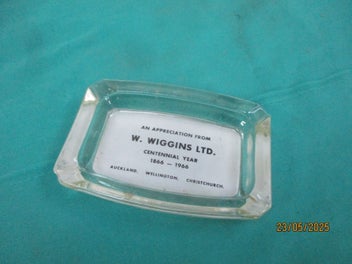 AN APPRECIATION FROM
W. WIGGINS LTD.
CENTENNIAL YEAR
1866 — 1966
AUCKLAND. WELLINGTON. CHRISTCHURCH.
23/05/2025